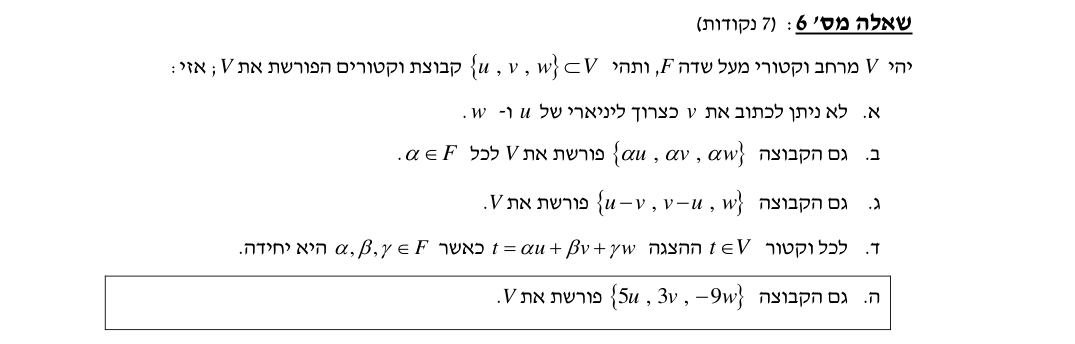 שאלה מס' 6 : (7 נקודות)
יהי V מרחב וקטורי מעל שדה F, ותהי {u , v , w} ⊂ V קבוצת וקטורים הפורשת את V ; אזי :
א. לא ניתן לכתוב את v כצרוך ליניארי של u ו- w .
ב. גם הקבוצה {αu , αv , αw} פורשת את V לכל α ∈ F .
ג. גם הקבוצה {u − v , v − u , w} פורשת את V.
ד. לכל וקטור t ∈ V ההצגה t = αu + βv + γw כאשר α, β, γ ∈ F היא יחידה.
ה. גם הקבוצה {5u , 3v , −9w} פורשת את V.